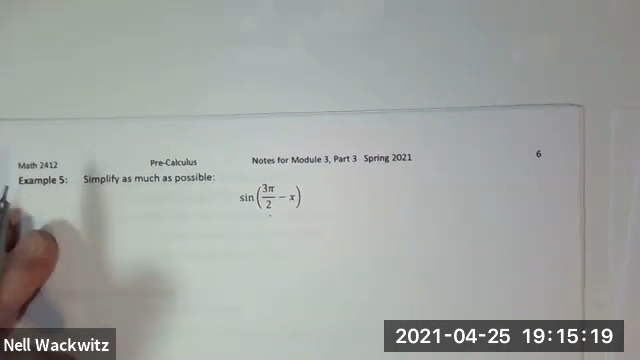 Math 2412 Pre-Calculus Notes for Module 3, Part 3 Spring 2021 6
Example 5: Simplify as much as possible:
sin(3π/2 − x)
Nell Wackwitz
2021-04-25 19:15:19